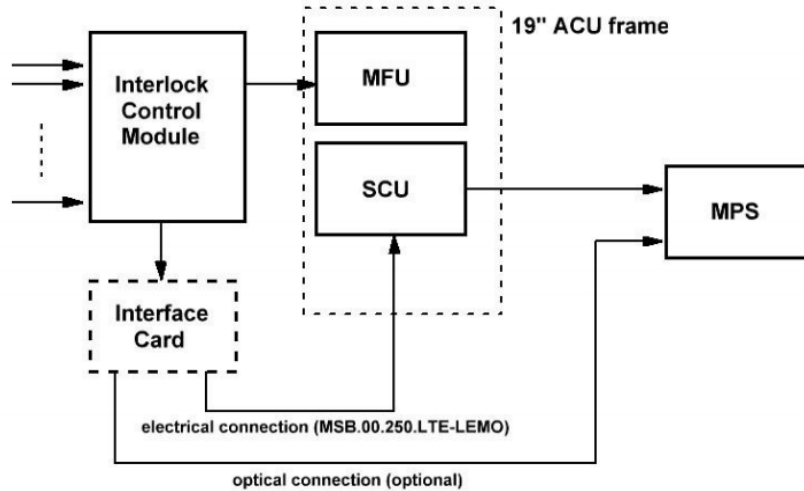 19" ACU frame
Interlock
Control
Module
MFU
SCU
MPS
Interface
Card
electrical connection (MSB.00.250.LTE-LEMO)
optical connection (optional)